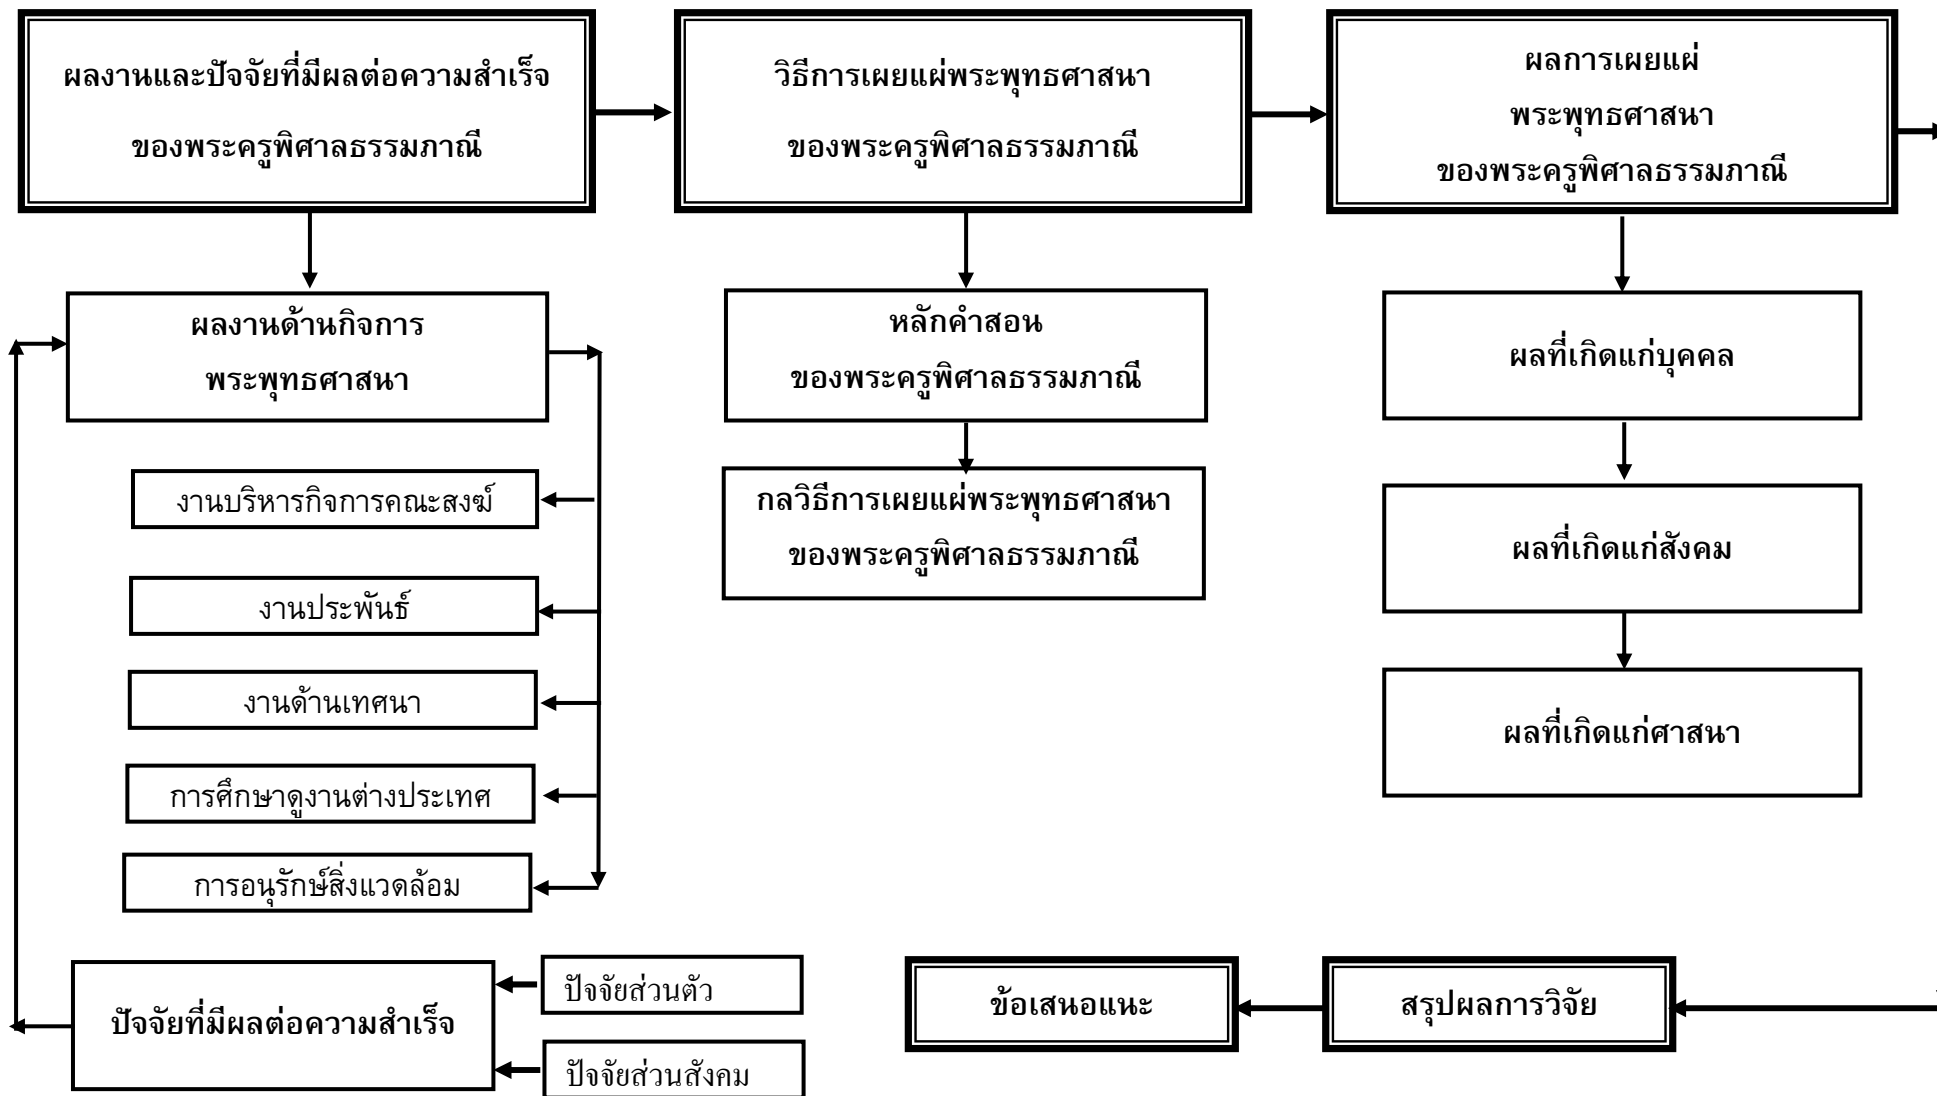 ผลงานและปัจจัยที่มีผลต่อความสำเร็จ
ของพระครูพิศาลธรรมภาณี
วิธีการเผยแผ่พระพุทธศาสนา
ของพระครูพิศาลธรรมภาณี
ผลการเผยแผ่
พระพุทธศาสนา
ของพระครูพิศาลธรรมภาณี
ผลงานด้านกิจการ
พระพุทธศาสนา
หลักคำสอน
ของพระครูพิศาลธรรมภาณี
ผลที่เกิดแก่บุคคล
งานบริหารกิจการคณะสงฆ์
กลวิธีการเผยแผ่พระพุทธศาสนา
ของพระครูพิศาลธรรมภาณี
ผลที่เกิดแก่สังคม
งานประพันธ์
งานด้านเทศนา
ผลที่เกิดแก่ศาสนา
การศึกษาดูงานต่างประเทศ
การอนุรักษ์สิ่งแวดล้อม
ปัจจัยที่มีผลต่อความสำเร็จ
ปัจจัยส่วนตัว
ปัจจัยส่วนสังคม
ข้อเสนอแนะ
สรุปผลการวิจัย